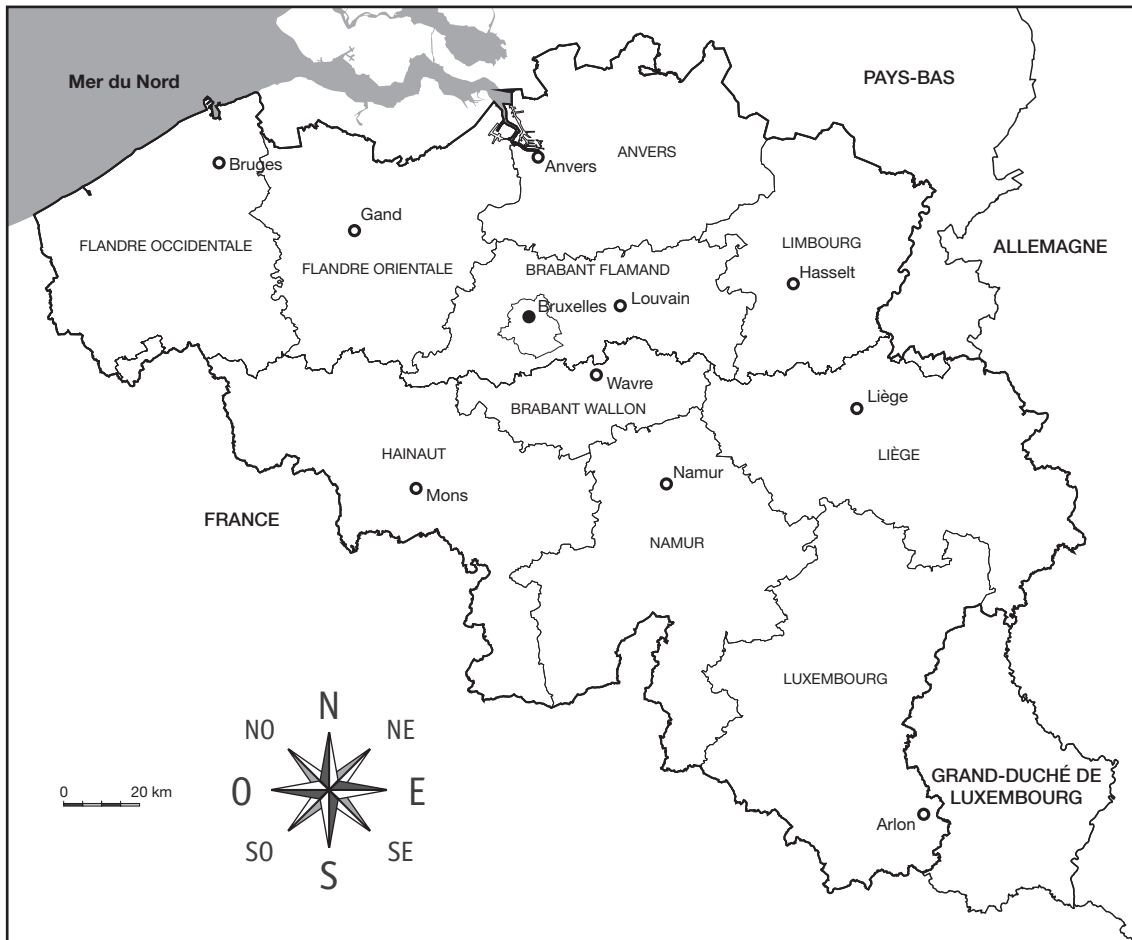 Mer du Nord
PAYS-BAS
Bruges
Anvers
ANVERS
Gand
FLANDRE OCCIDENTALE
FLANDRE ORIENTALE
BRABANT FLAMAND
LIMBOURG
ALLEMAGNE
Hasselt
Bruxelles
Louvain
Wavre
BRABANT WALLON
Liège
HAINAUT
LIÈGE
Namur
Mons
FRANCE
NAMUR
LUXEMBOURG
N
NO
NE
O
E
SO
SE
S
0
20 km
GRAND-DUCHÉ DE
LUXEMBOURG
Arlon